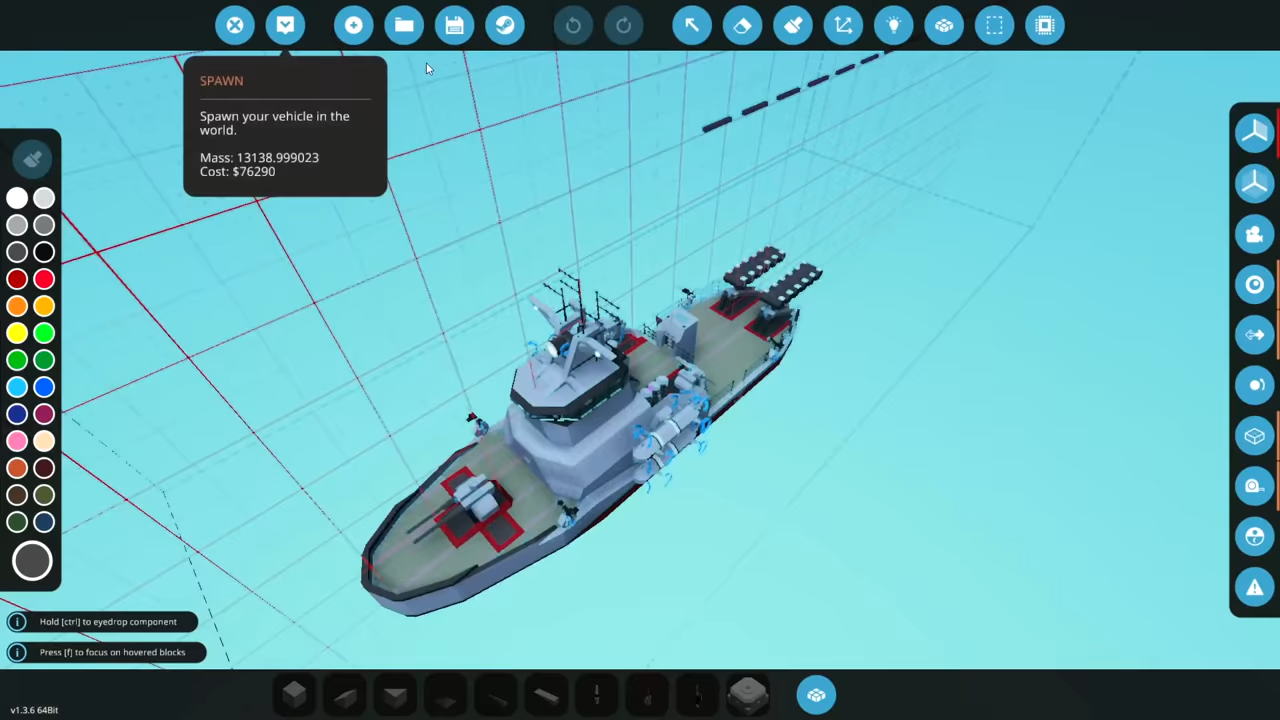 SPAWN
Spawn your vehicle in the
world.
Mass: 13138.999023
Cost: $76290
Hold [ctrl] to eyedrop component
Press [f] to focus on hovered blocks
v1.3.6 64Bit